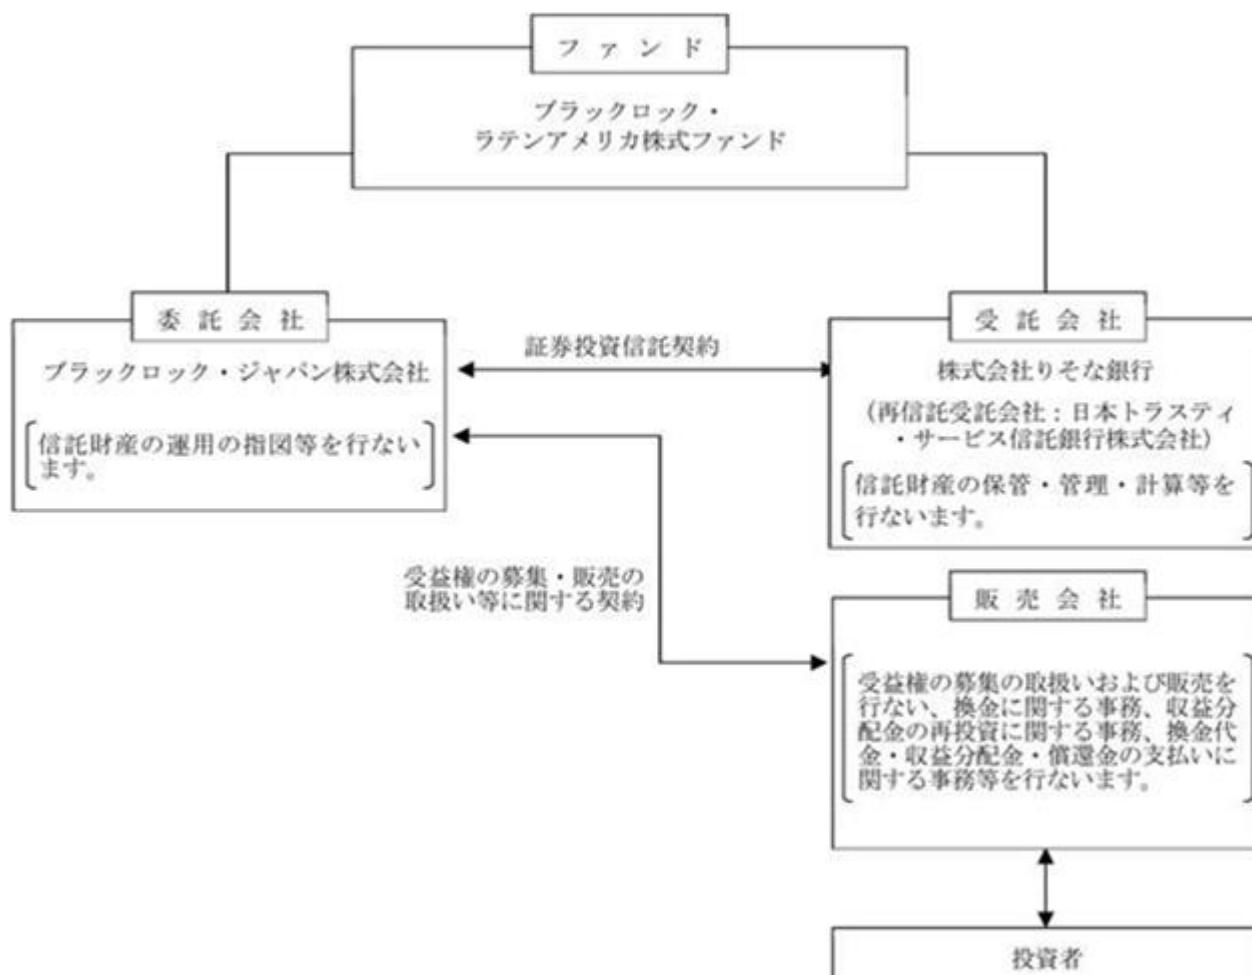 ファンド
ブラックロック・
ラテンアメリカ株式ファンド
委託会社
ブラックロック・ジャパン株式会社
信託財産の運用の指図等を行ない
ます。
証券投資信託契約
受託会社
株式会社りそな銀行
(再信託受託会社:日本トラスティ
・サービス信託銀行株式会社)
信託財産の保管・管理・計算等を
行ないます。
受益権の募集・販売の
取扱い等に関する契約
販売会社
受益権の募集の取扱いおよび販売を
行ない、換金に関する事務、収益分
配金の再投資に関する事務、換金代
金・収益分配金・償還金の支払いに
関する事務等を行ないます。
投資者